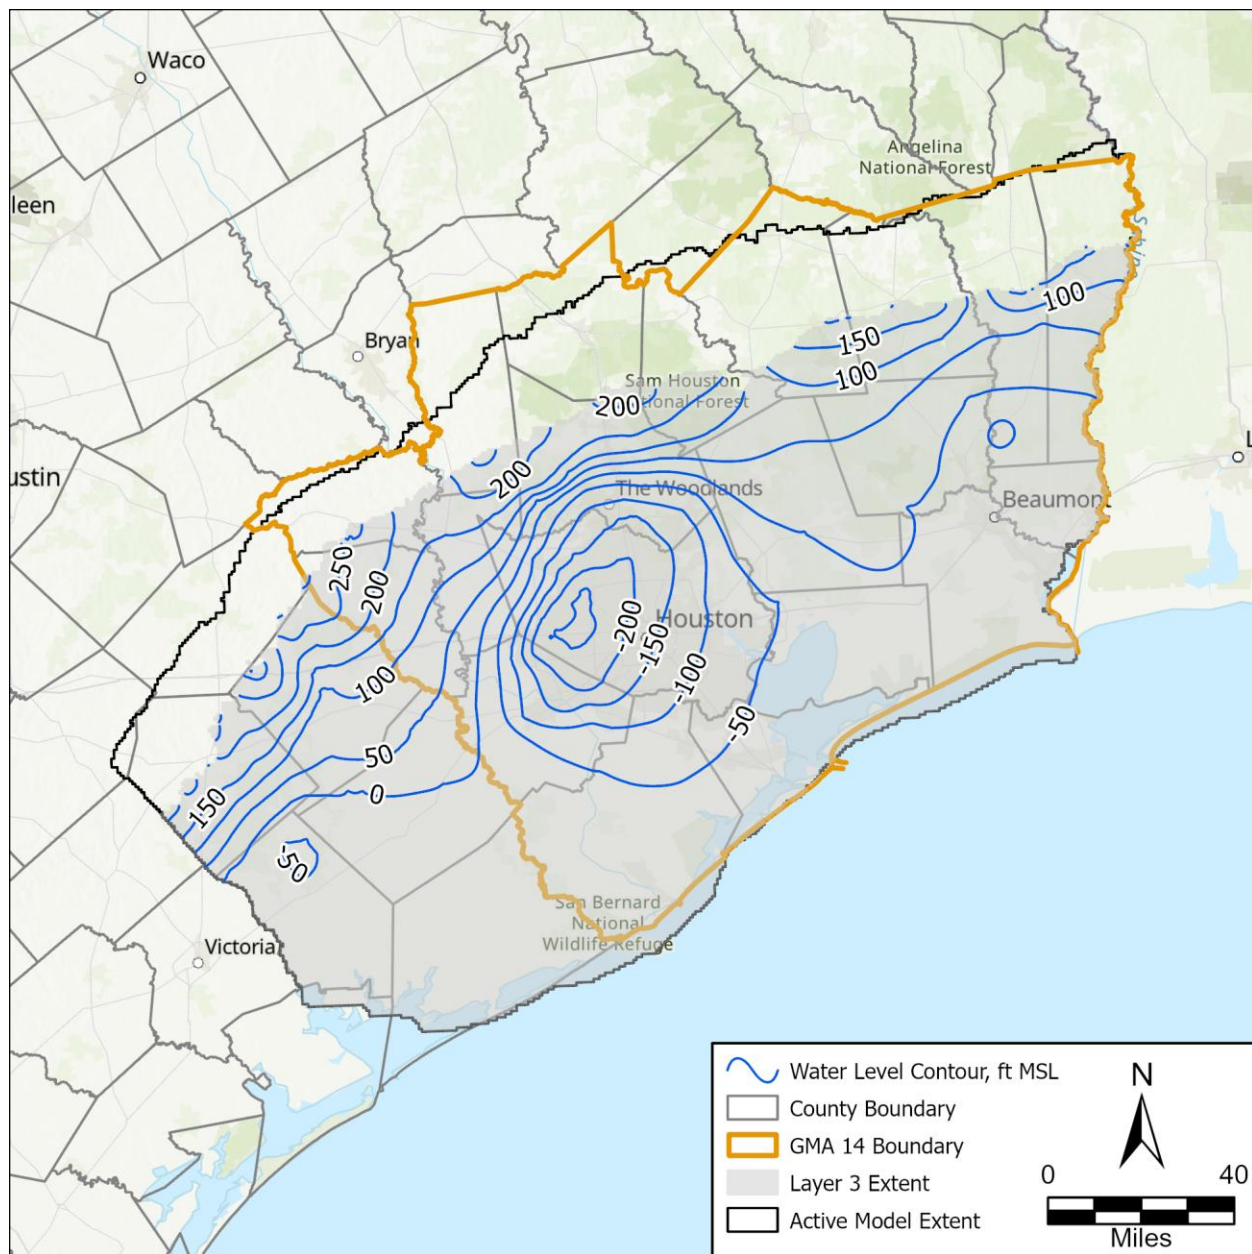 Waco
Angelina
National Forest
leen
Sabine
100
Bryan
150
100
Sam Houston
National Forest
200
ustin
L
200
The Woodlands
Beaumont
250
200
Houston
-200
-150
-100
100
-50
50
0
150
-50
San Bernard
National
Wildlife Refuge
Victoria
Water Level Contour, ft MSL
County Boundary
GMA 14 Boundary
Layer 3 Extent
Active Model Extent
N
0 40
Miles